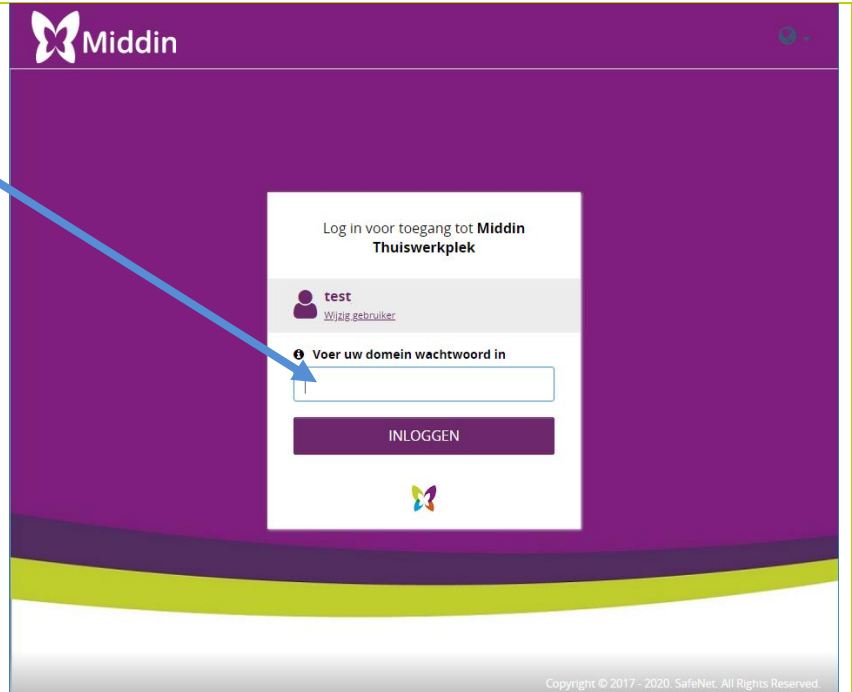 Middin
Log in voor toegang tot Middin
Thuiswerkplek
test
Wijzig gebruiker
Voer uw domein wachtwoord in
INLOGGEN
Copyright © 2017 - 2020. SafeNet. All Rights Reserved.